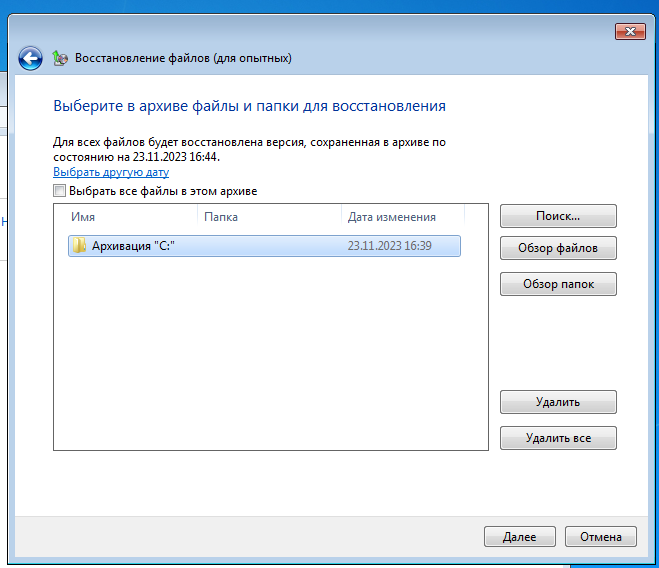 Восстановление файлов (для опытных)
Выберите в архиве файлы и папки для восстановления
Для всех файлов будет восстановлена версия, сохраненная в архиве по
состоянию на 23.11.2023 16:44.
Выбрать другую дату
Выбрать все файлы в этом архиве
Имя Папка Дата изменения
Архивация "C:" 23.11.2023 16:39
Поиск...
Обзор файлов
Обзор папок
Удалить
Удалить все
Далее Отмена